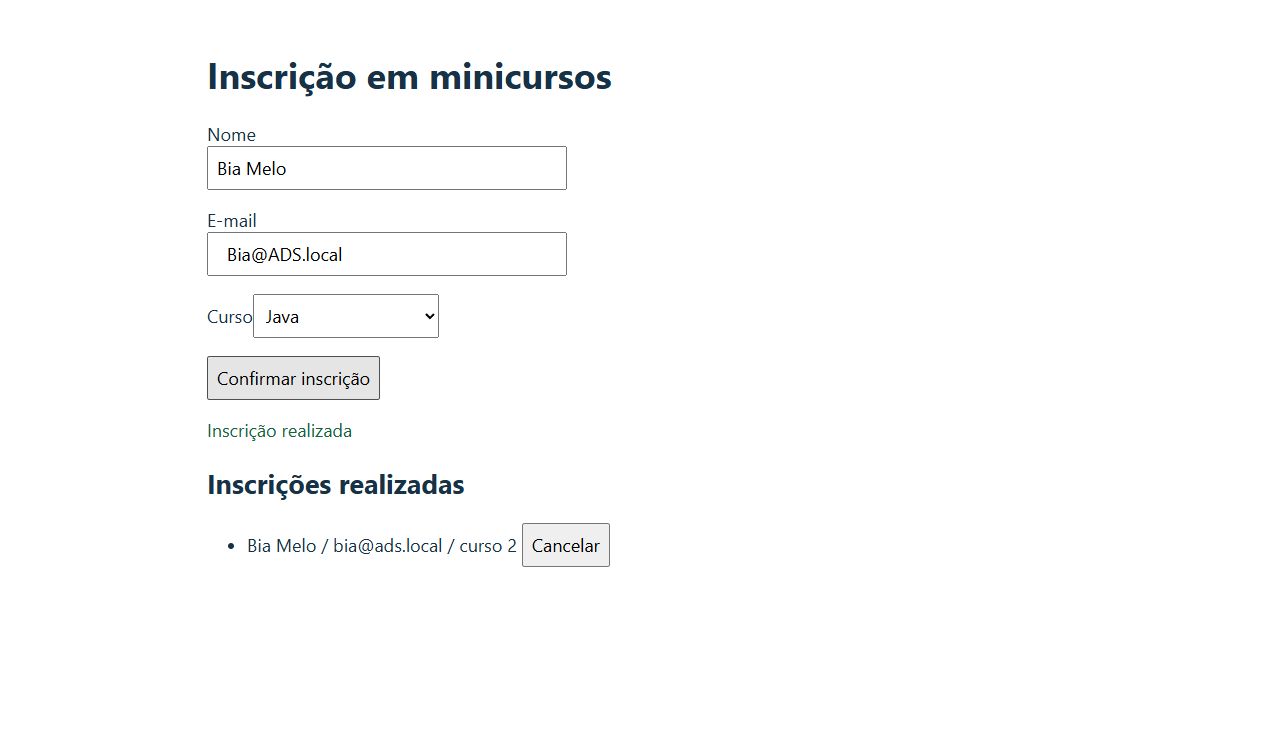 Inscrição em minicursos
Nome
Bia Melo
E-mail
Bia@ADS.local
Curso Java
Confirmar inscrição
Inscrição realizada
Inscrições realizadas
• Bia Melo / bia@ads.local / curso 2 Cancelar